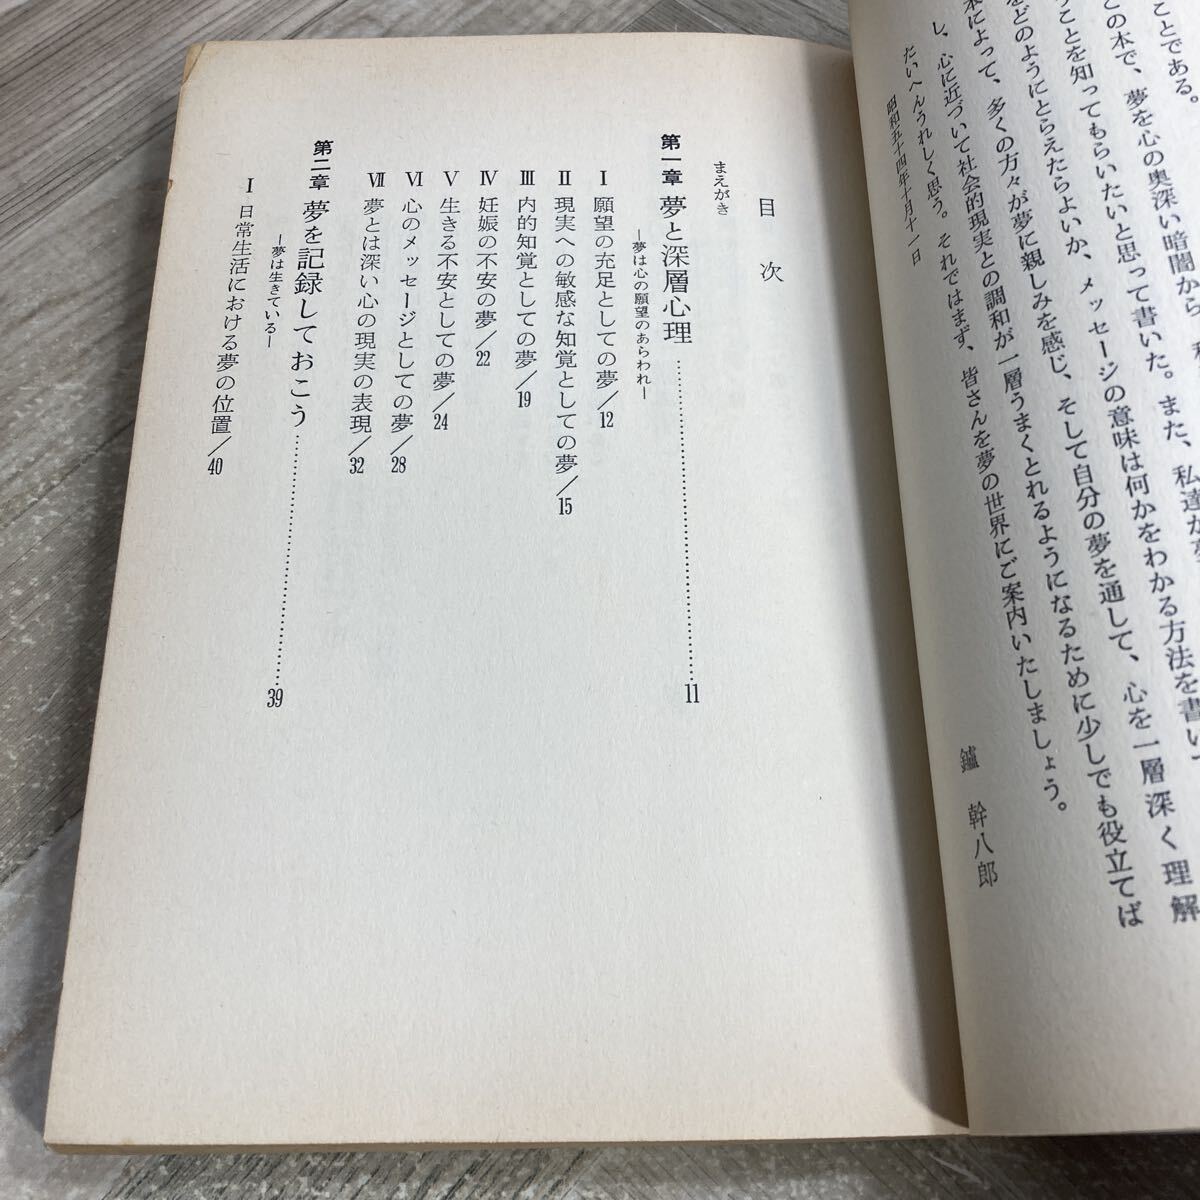 ことである。
この本で、夢を心の奥深い暗闇から、
うことを知ってもらいたいと思って書いた。また、私達が
をどのようにとらえたらよいか、メッセージの意味は何かをわかる方法を書い
本によって、多くの方々が夢に親しみを感じ、そして自分の夢を通して、心を一層深く理解
し、心に近づいて社会的現実との調和が一層うまくとれるようになるために少しでも役立てば
たいへんうれしく思う。それではまず、皆さんを夢の世界にご案内いたしましょう。
昭和五十四年十月十一日
鑪 幹八郎
目次
まえがき
第一章 夢と深層心理……………11
―夢は心の願望のあらわれ―
Ⅰ 願望の充足としての夢/12
Ⅱ 現実への敏感な知覚としての夢/15
Ⅲ 内的知覚としての夢/19
Ⅳ 妊娠の不安の夢/22
Ⅴ 生きる不安としての夢/24
Ⅵ 心のメッセージとしての夢/28
Ⅶ 夢とは深い心の現実の表現/32
第二章 夢を記録しておこう……………39
―夢は生きている―
Ⅰ 日常生活における夢の位置/40